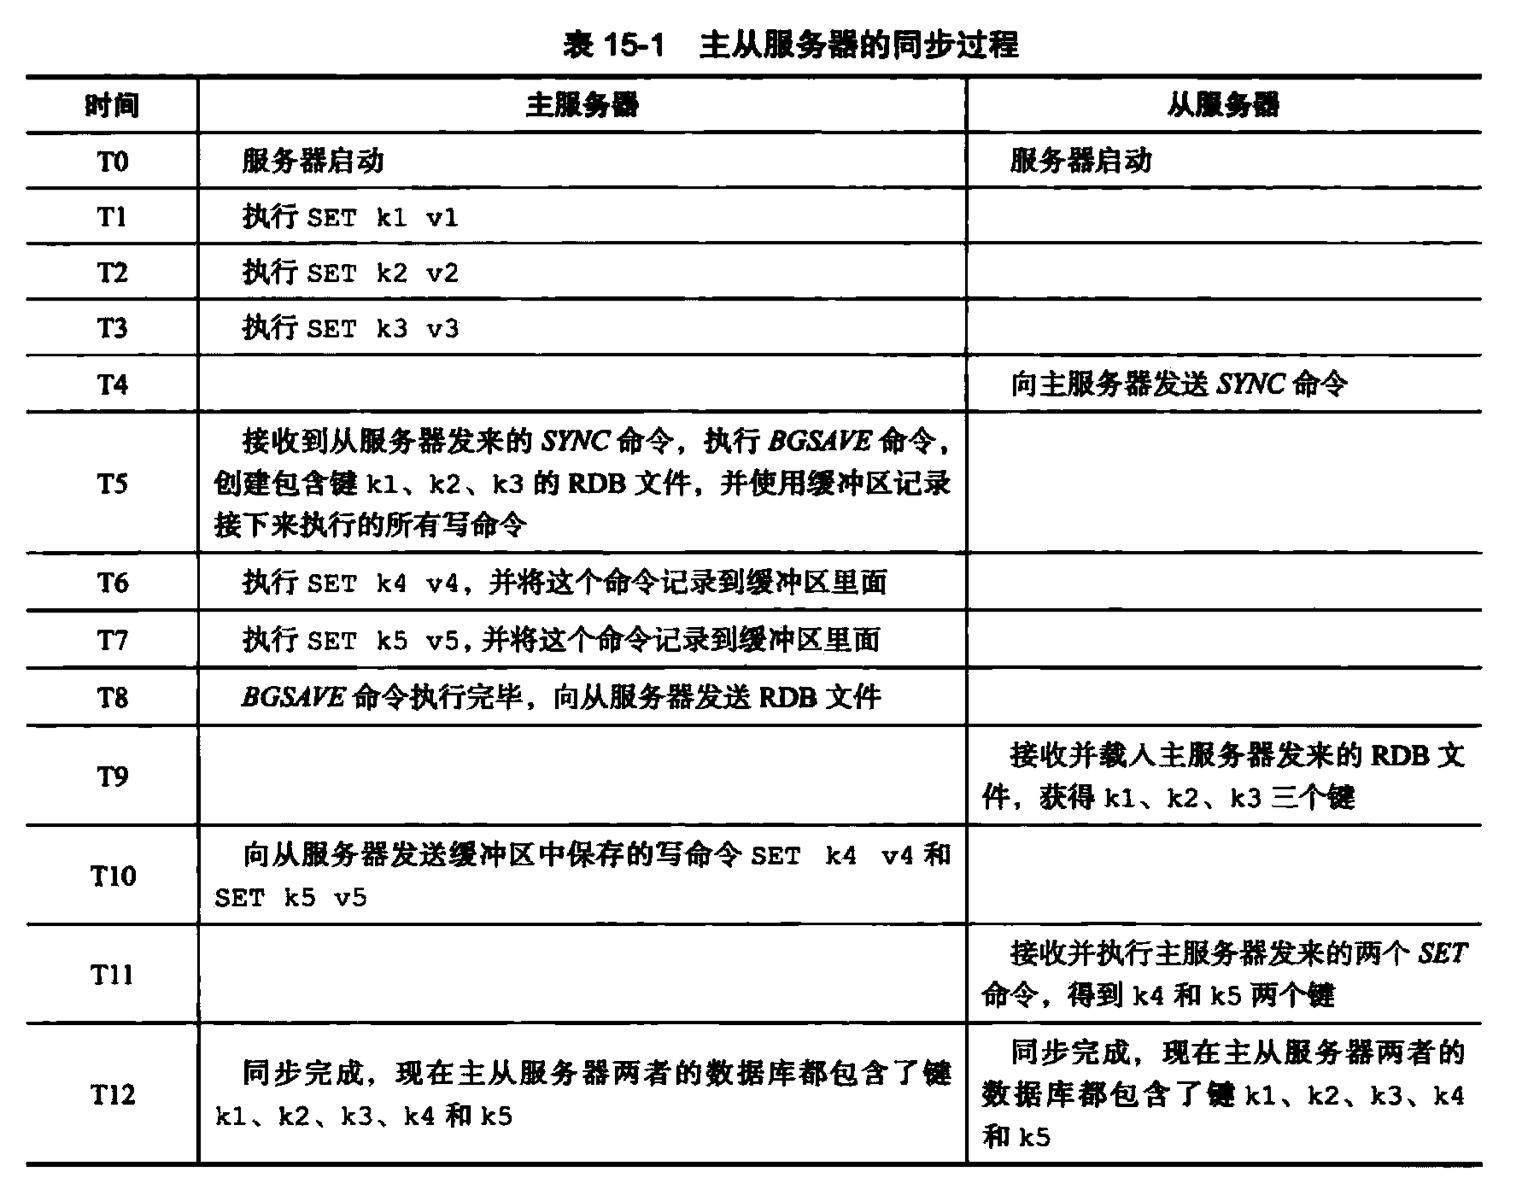 表 15-1 主从服务器的同步过程
时间 主服务器 从服务器
T0 服务器启动 服务器启动
T1 执行 SET k1 v1
T2 执行 SET k2 v2
T3 执行 SET k3 v3
T4 向主服务器发送 SYNC 命令
T5
接收到从服务器发来的 SYNC 命令，执行 BGSAVE 命令，
创建包含键 k1、k2、k3 的 RDB 文件，并使用缓冲区记录
接下来执行的所有写命令
T6 执行 SET k4 v4，并将这个命令记录到缓冲区里面
T7 执行 SET k5 v5，并将这个命令记录到缓冲区里面
T8 BGSAVE 命令执行完毕，向从服务器发送 RDB 文件
T9
接收并载入主服务器发来的 RDB 文
件，获得 k1、k2、k3 三个键
T10
向从服务器发送缓冲区中保存的写命令 SET k4 v4 和
SET k5 v5
T11
接收并执行主服务器发来的两个 SET
命令，得到 k4 和 k5 两个键
T12
同步完成，现在主从服务器两者的数据库都包含了键
k1、k2、k3、k4 和 k5
同步完成，现在主从服务器两者的
数据库都包含了键 k1、k2、k3、k4
和 k5